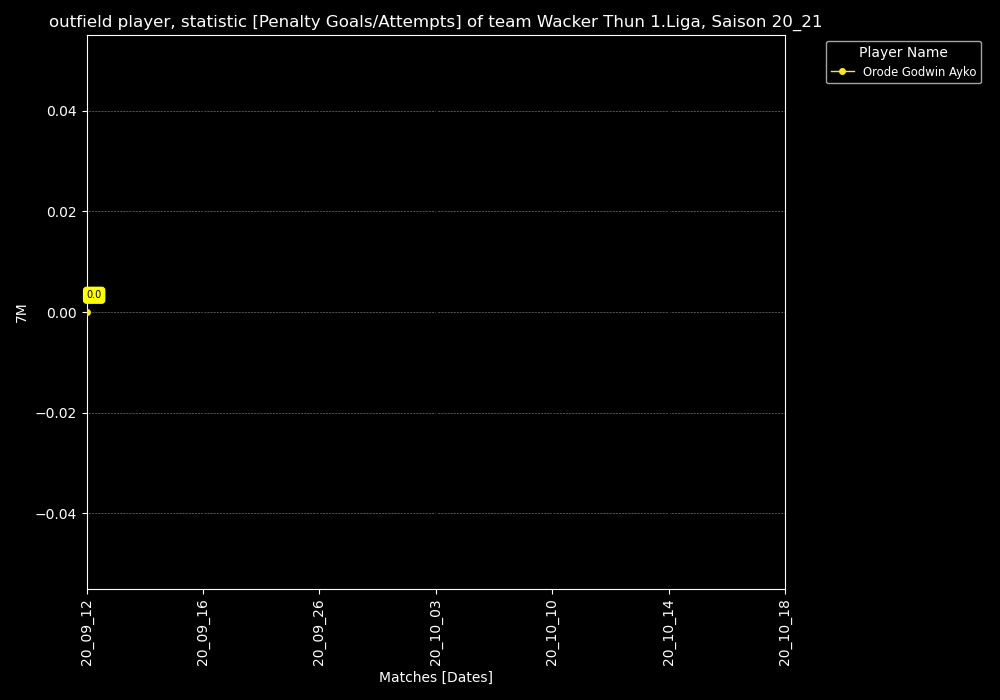 outfield player, statistic [Penalty Goals/Attempts] of team Wacker Thun 1.Liga, Saison 20_21
Player Name
Orode Godwin Ayko
7M
0.04
0.02
0.00
−0.02
−0.04
0.0
20_09_12
20_09_16
20_09_26
20_10_03
20_10_10
20_10_14
20_10_18
Matches [Dates]